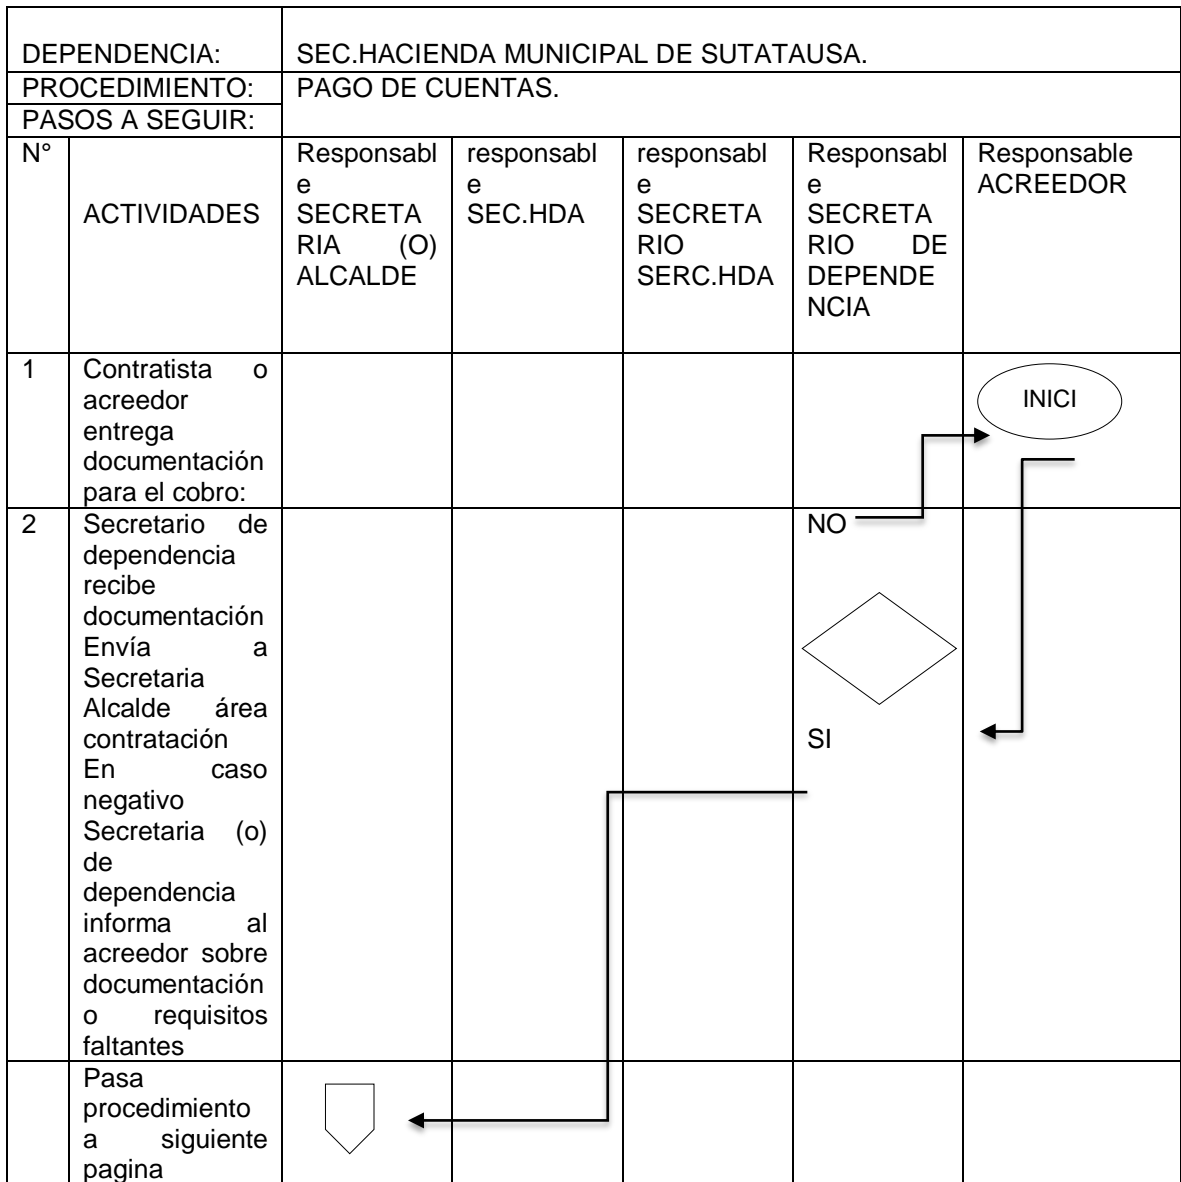 DEPENDENCIA:
SEC.HACIENDA MUNICIPAL DE SUTATAUSA.
PROCEDIMIENTO:
PAGO DE CUENTAS.
PASOS A SEGUIR:
N°
ACTIVIDADES
Responsabl
e
SECRETA
RIA (O)
ALCALDE
responsabl
e
SEC.HDA
responsabl
e
SECRETA
RIO
SERC.HDA
Responsabl
e
SECRETA
RIO DE
DEPENDE
NCIA
Responsable
ACREEDOR
1
Contratista o
acreedor
entrega
documentación
para el cobro:
INICI
2
Secretario de
dependencia
recibe
documentación
Envía a
Secretaria
Alcalde área
contratación
En caso
negativo
Secretaria (o)
de
dependencia
informa al
acreedor sobre
documentación
o requisitos
faltantes
NO
SI
Pasa
procedimiento
a siguiente
pagina